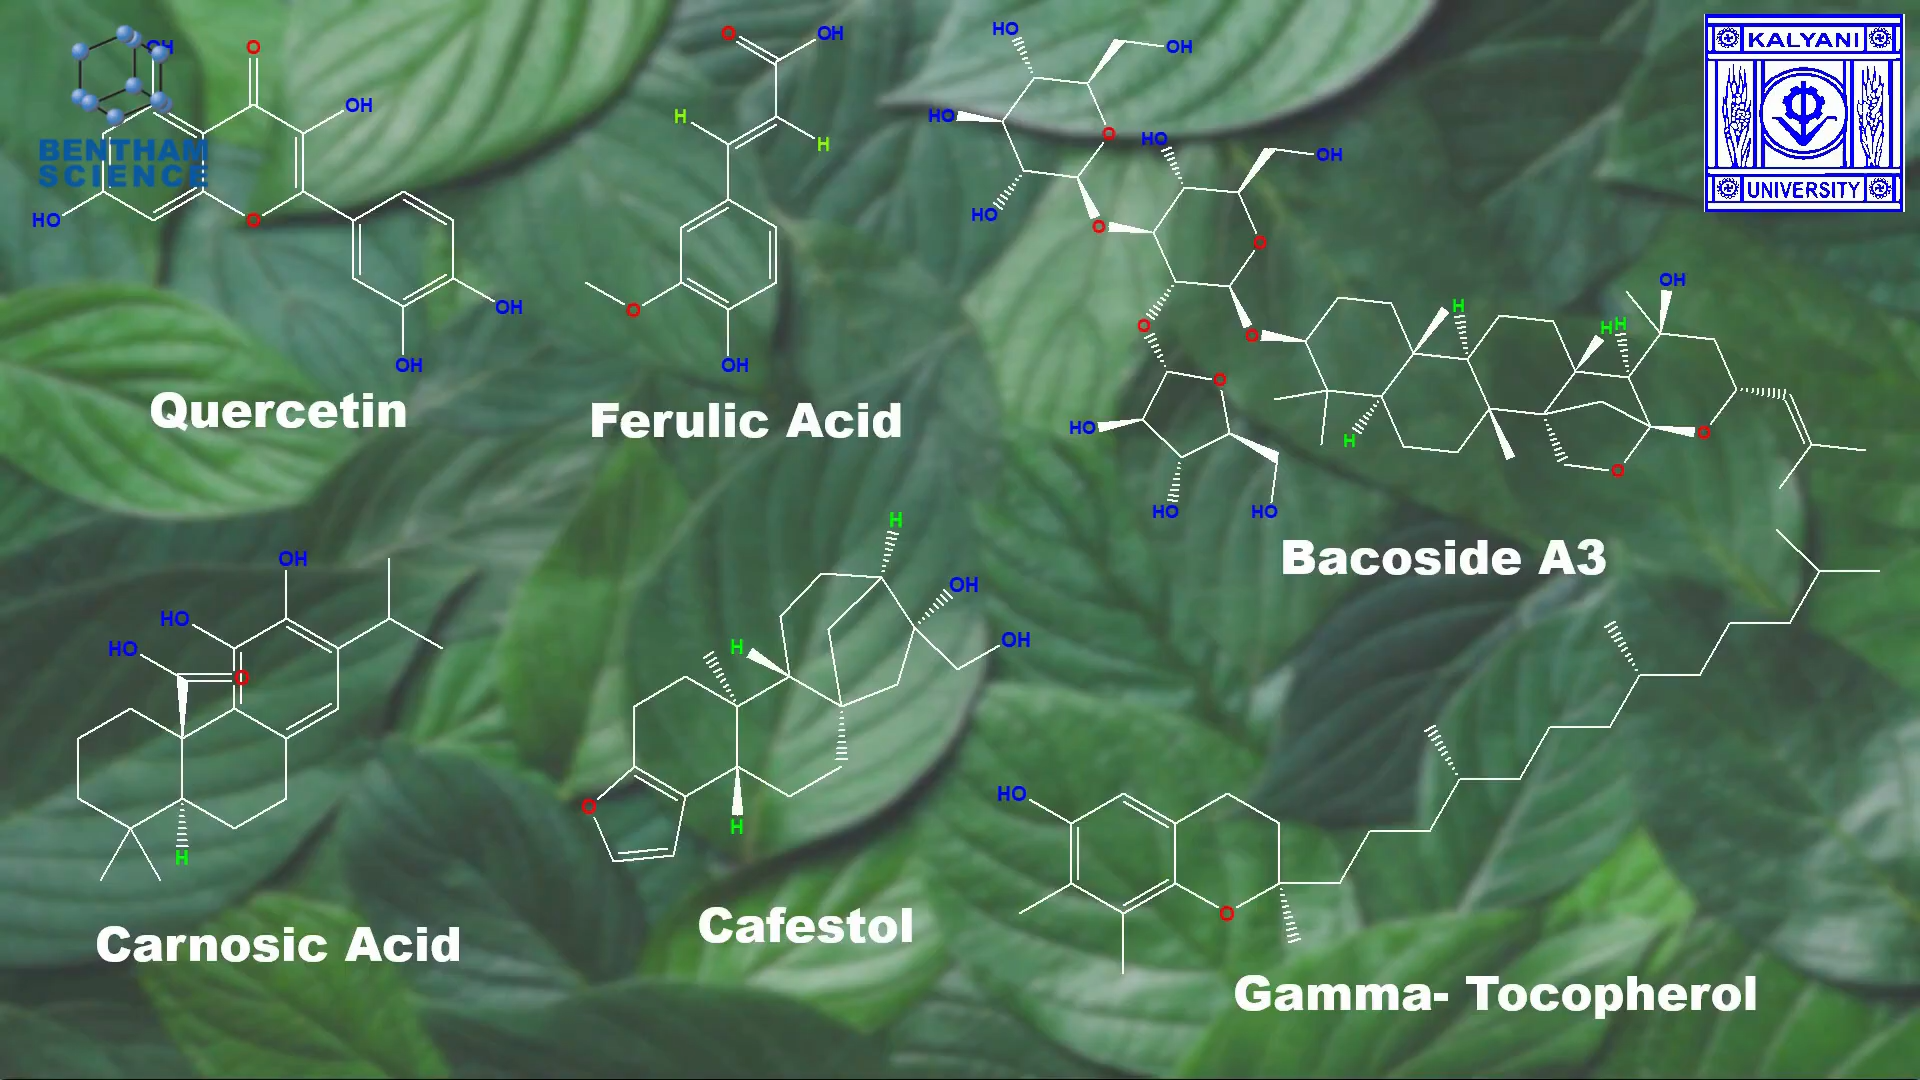 BENTHAM
SCIENCE
KALYANI
UNIVERSITY
OH
O
OH
HO
O
OH
OH
Quercetin
O
OH
H
H
O
OH
Ferulic Acid
HO
OH
HO
O
HO
HO
OH
O
O
O
O
O
HO
HO
HO
H
H
H
H
OH
O
O
Bacoside A3
OH
HO
HO
O
H
Carnosic Acid
H
OH
OH
H
O
H
Cafestol
HO
O
Gamma- Tocopherol